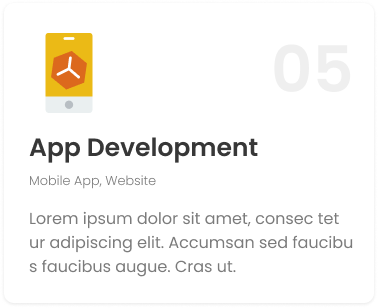 05
App Development
Mobile App, Website
Lorem ipsum dolor sit amet, consec tet
ur adipiscing elit. Accumsan sed faucibu
s faucibus augue. Cras ut.